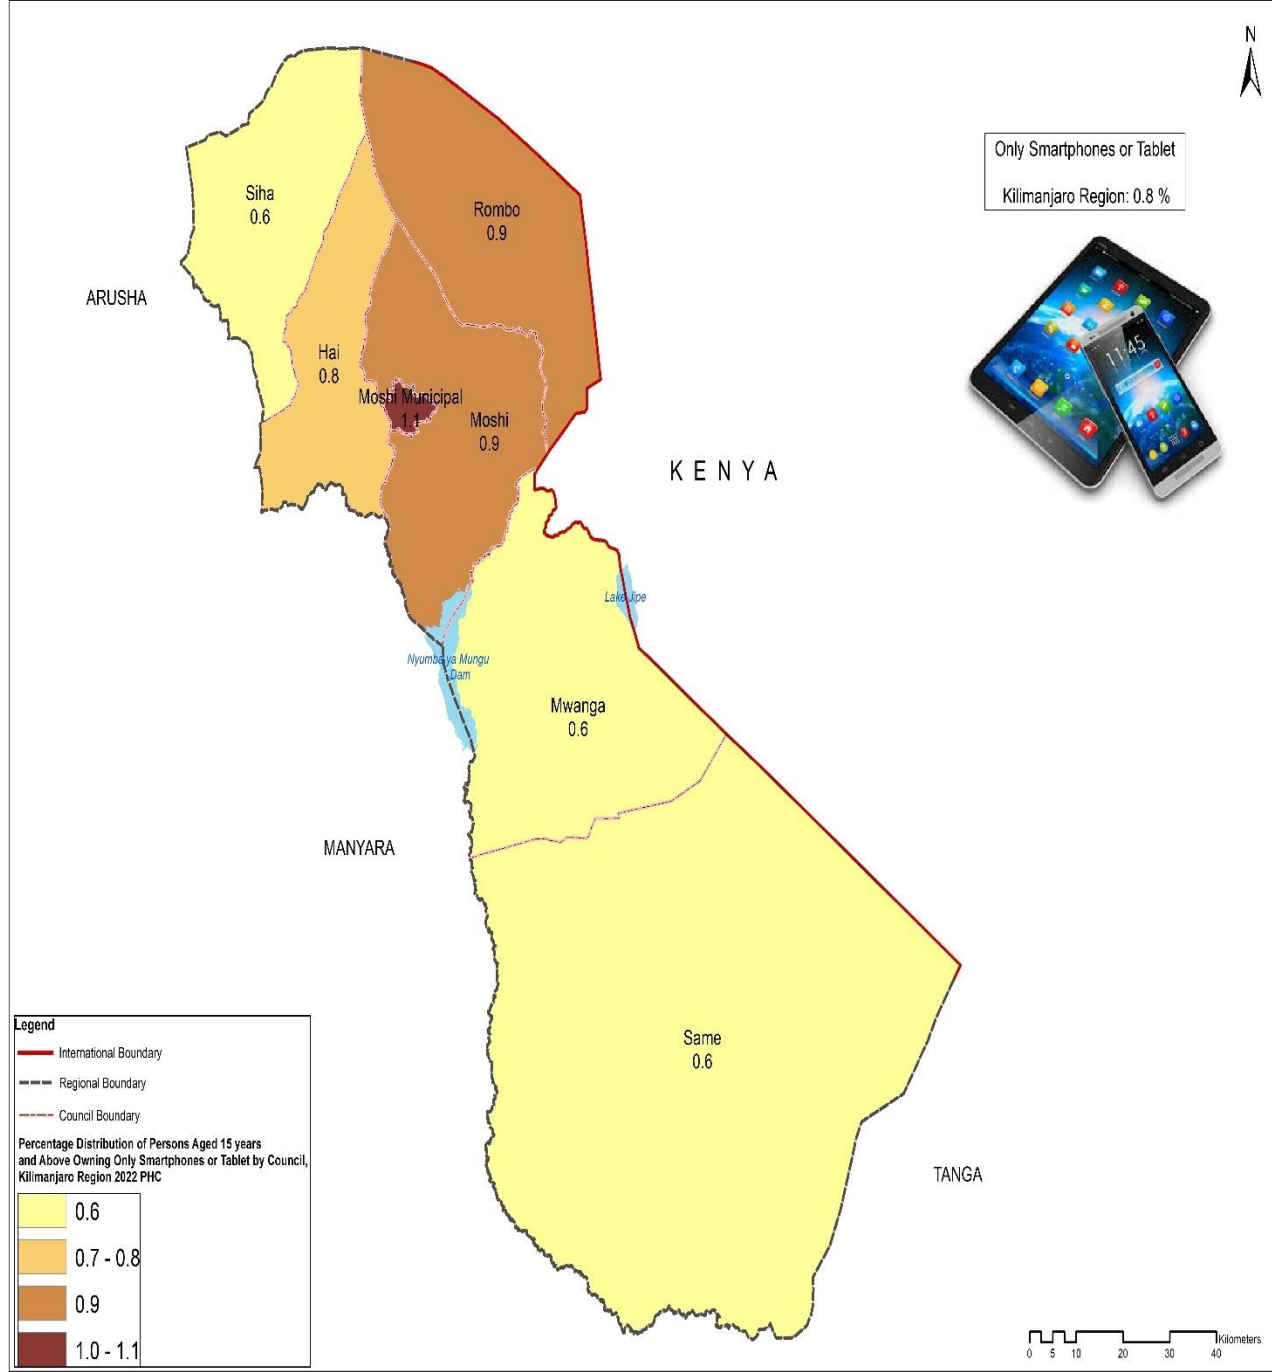 N
Only Smartphones or Tablet
Kilimanjaro Region: 0.8 %
Siha
0.6
Rombo
0.9
ARUSHA
Hai
0.8
11:45
Moshi Municipal
1.1
Moshi
0.9
KENYA
Lake Jipe
Nyumba ya Mungu
Dam
Mwanga
0.6
MANYARA
Same
0.6
TANGA
Legend
International Boundary
Regional Boundary
Council Boundary
Percentage Distribution of Persons Aged 15 years
and Above Owning Only Smartphones or Tablet by Council,
Kilimanjaro Region 2022 PHC
0.6
0.7 - 0.8
0.9
1.0 - 1.1
Kilometers
0 5 10 20 30 40